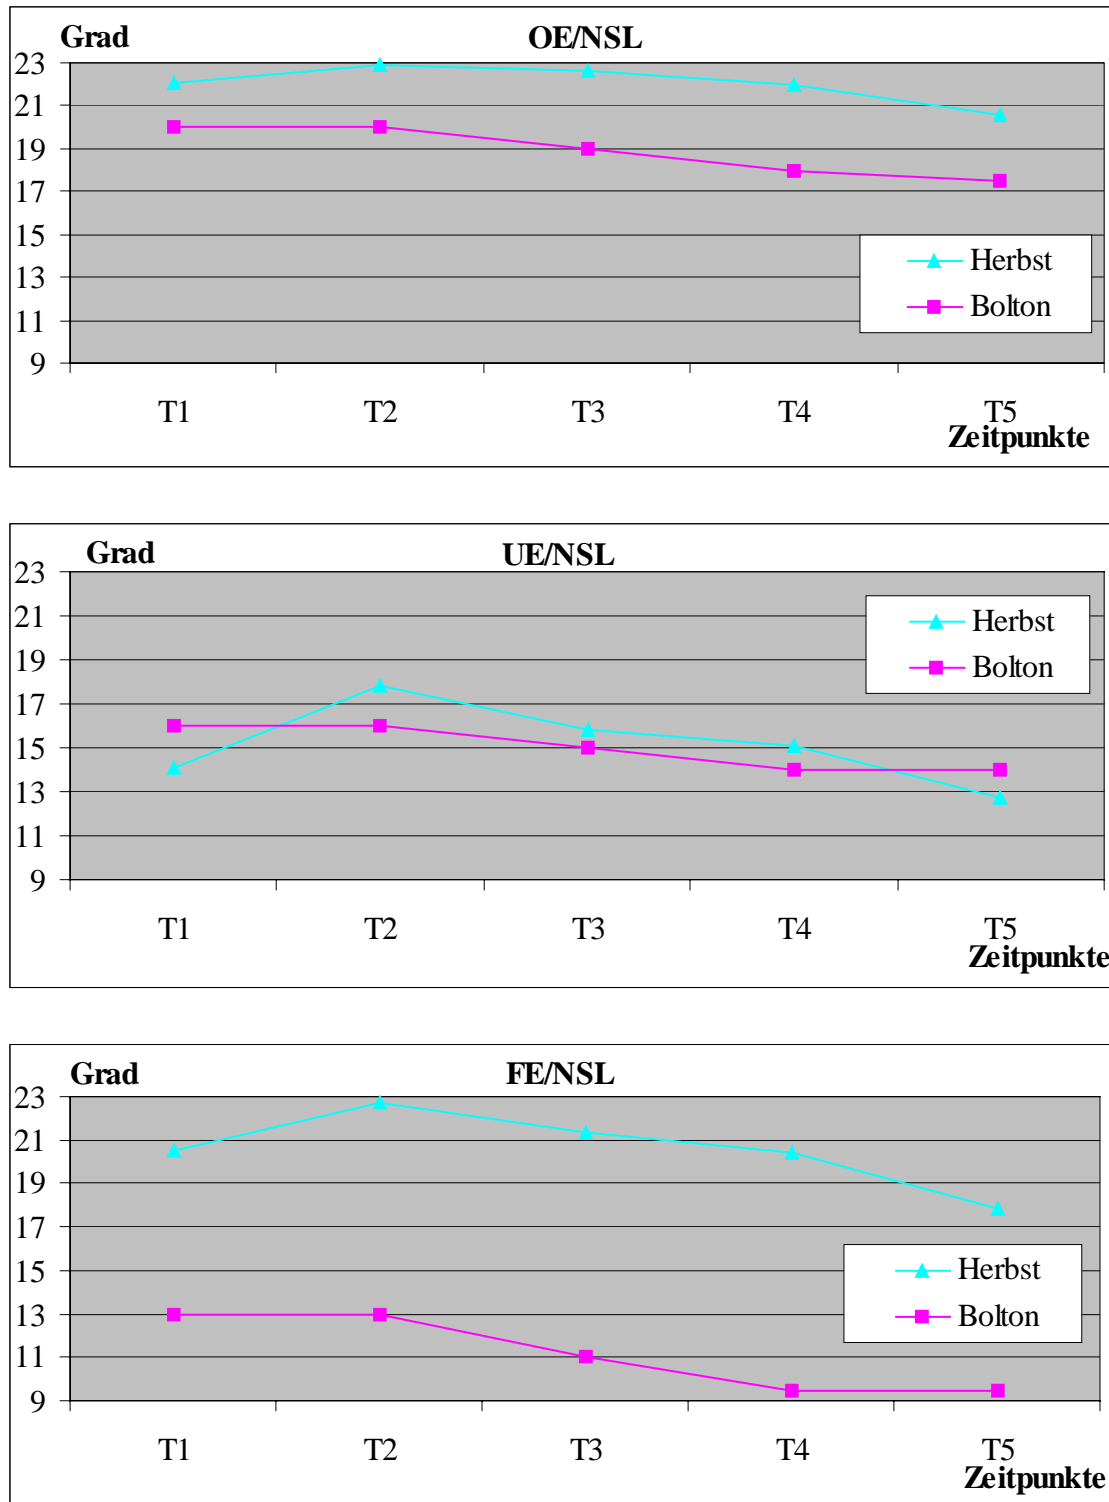 Grad OE/NSL
23
21
19
17
15
13
11
9
Herbst
Bolton
T1 T2 T3 T4 T5
Zeitpunkte
Grad UE/NSL
23
21
19
17
15
13
11
9
Herbst
Bolton
T1 T2 T3 T4 T5
Zeitpunkte
Grad FE/NSL
23
21
19
17
15
13
11
9
Herbst
Bolton
T1 T2 T3 T4 T5
Zeitpunkte